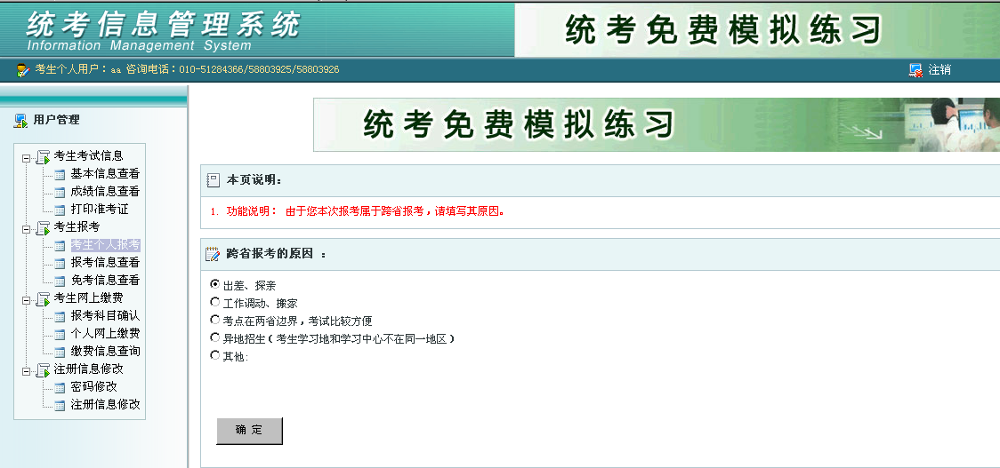 统考信息管理系统
Information Management System
统考免费模拟练习
考生个人用户：aa 咨询电话：010-51284366/58803925/58803926
注销
用户管理
考生考试信息
基本信息查看
成绩信息查看
打印准考证
考生报考
考生个人报考
报考信息查看
免考信息查看
考生网上缴费
报考科目确认
个人网上缴费
缴费信息查询
注册信息修改
密码修改
注册信息修改
统考免费模拟练习
本页说明：
1. 功能说明： 由于您本次报考属于跨省报考，请填写其原因。
跨省报考的原因 ：
出差、探亲
工作调动、搬家
考点在两省边界，考试比较方便
异地招生（考生学习地和学习中心不在同一地区）
其他:
确 定